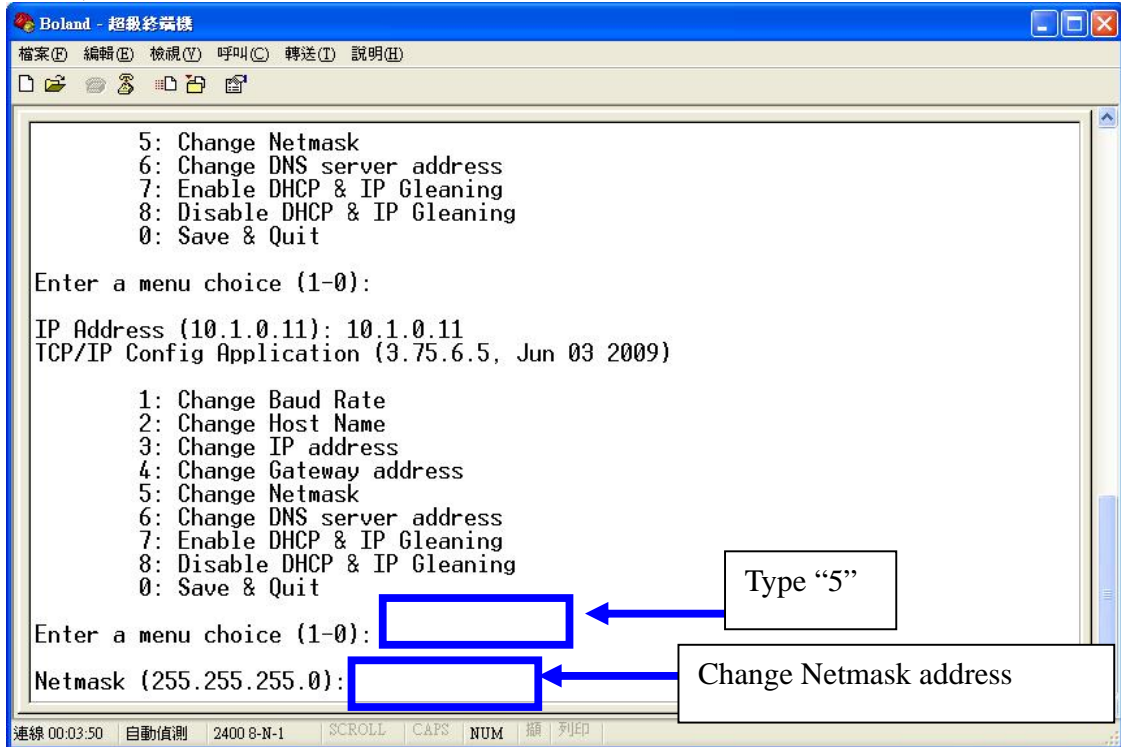 Boland - 超級終端機
檔案(F) 編輯(E) 檢視(V) 呼叫(C) 轉送(T) 說明(H)
5: Change Netmask
6: Change DNS server address
7: Enable DHCP & IP Gleaning
8: Disable DHCP & IP Gleaning
0: Save & Quit
Enter a menu choice (1-0):
IP Address (10.1.0.11): 10.1.0.11
TCP/IP Config Application (3.75.6.5, Jun 03 2009)
1: Change Baud Rate
2: Change Host Name
3: Change IP address
4: Change Gateway address
5: Change Netmask
6: Change DNS server address
7: Enable DHCP & IP Gleaning
8: Disable DHCP & IP Gleaning
0: Save & Quit
Type “5”
Enter a menu choice (1-0):
Change Netmask address
Netmask (255.255.255.0):
連線 00:03:50 自動偵測 2400 8-N-1 SCROLL CAPS NUM 擷 列印